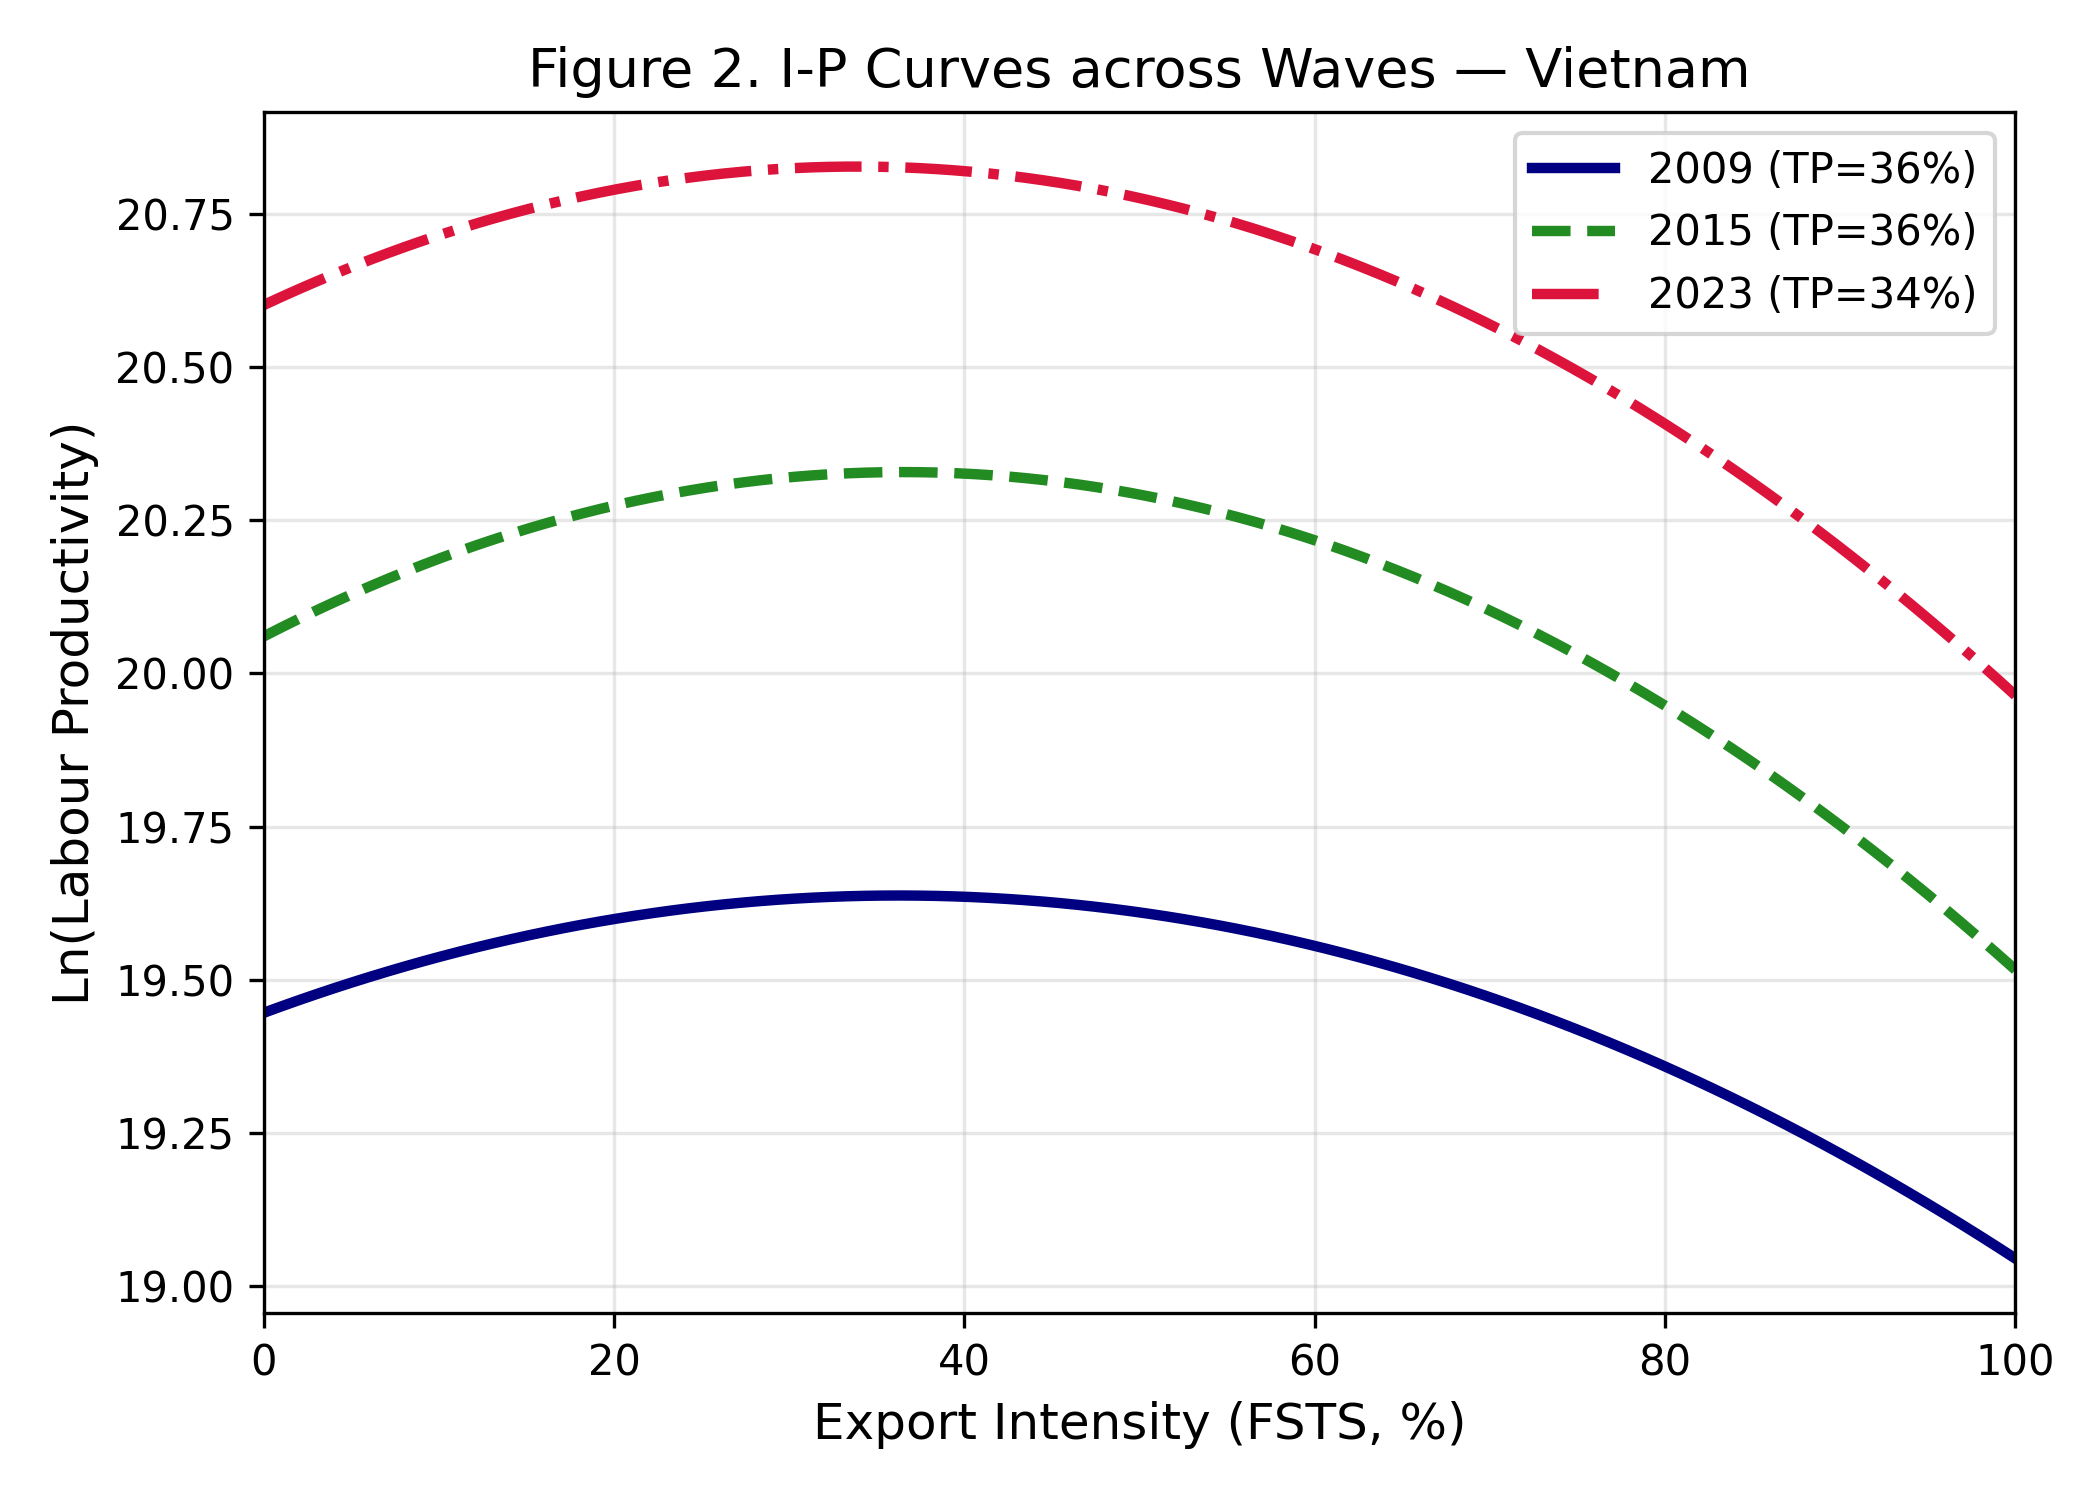 Figure 2. I-P Curves across Waves — Vietnam
2009 (TP=36%)
2015 (TP=36%)
2023 (TP=34%)
Ln(Labour Productivity)
20.75
20.50
20.25
20.00
19.75
19.50
19.25
19.00
0 20 40 60 80 100
Export Intensity (FSTS, %)